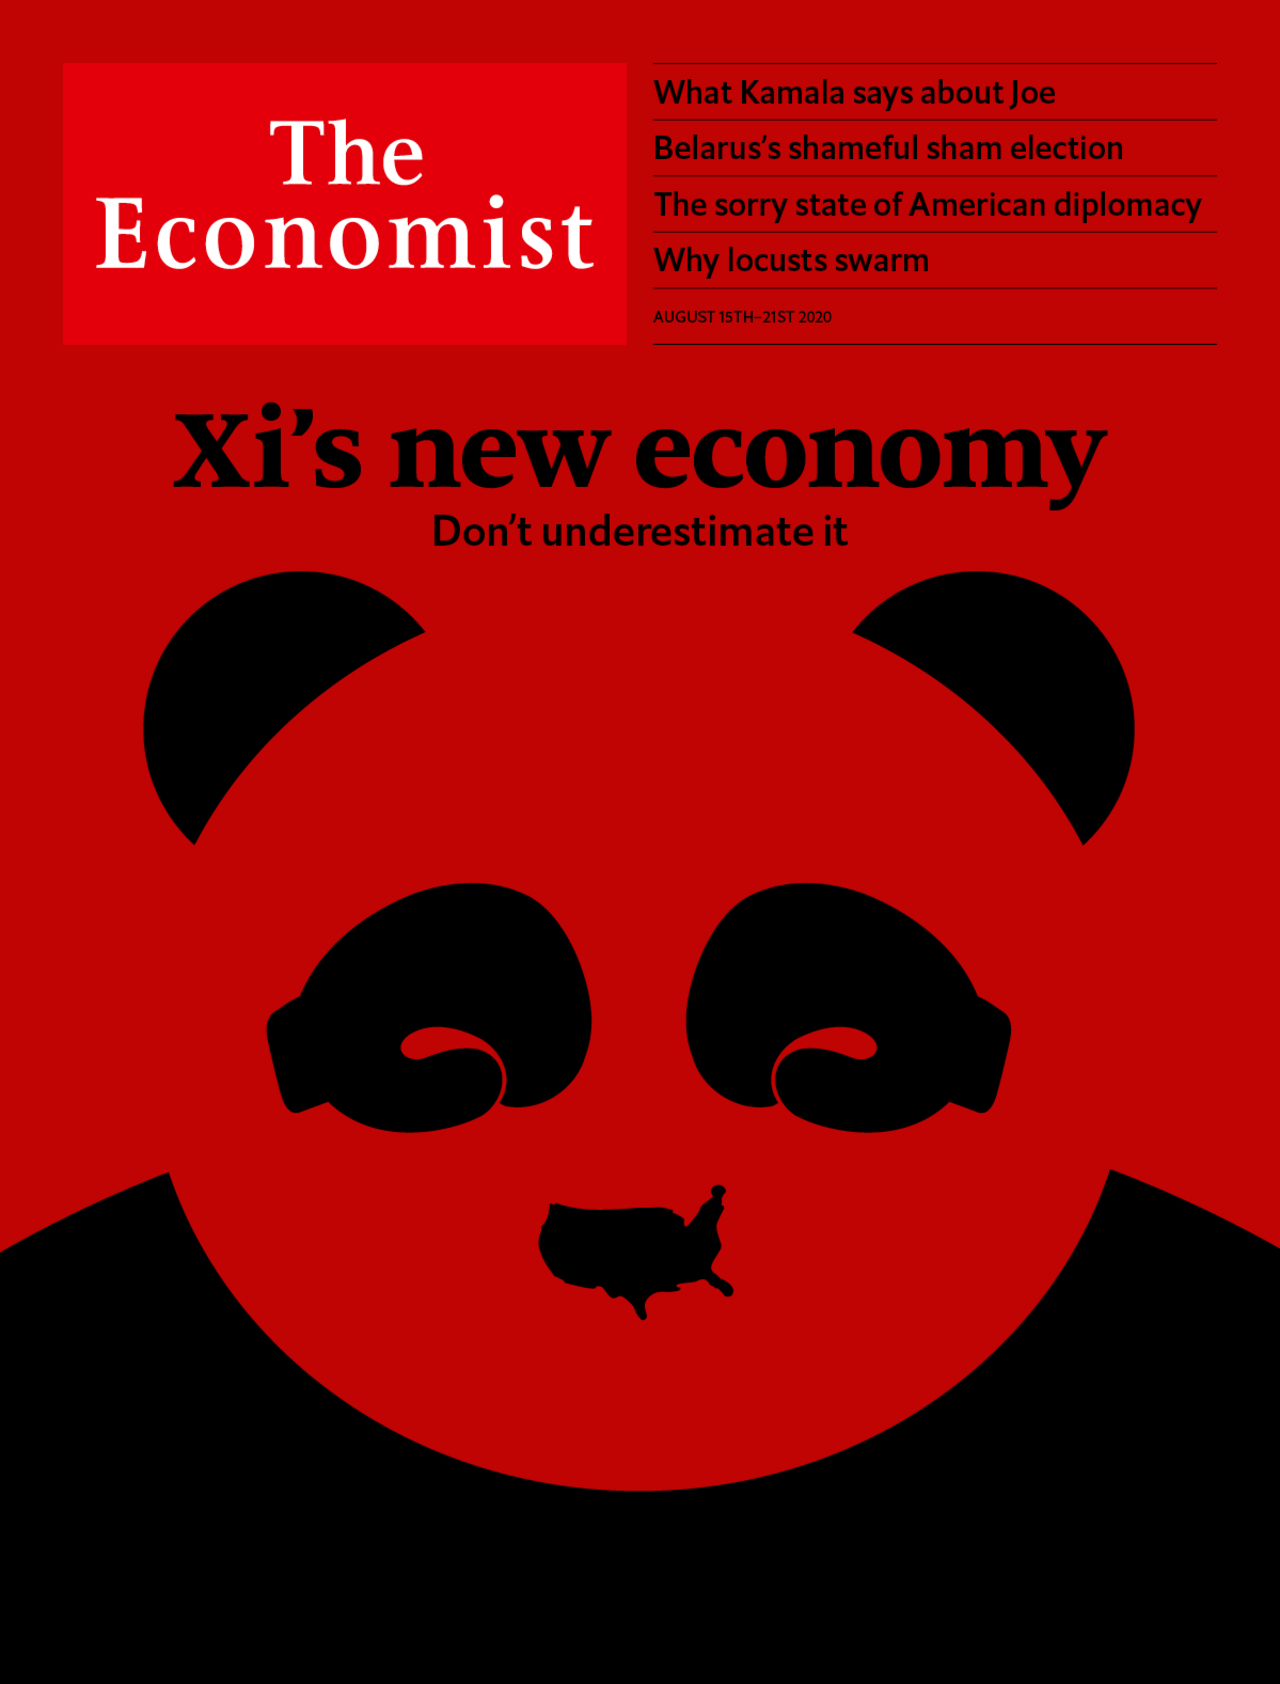 The
Economist
What Kamala says about Joe
Belarus’s shameful sham election
The sorry state of American diplomacy
Why locusts swarm
AUGUST 15TH–21ST 2020
Xi’s new economy
Don’t underestimate it